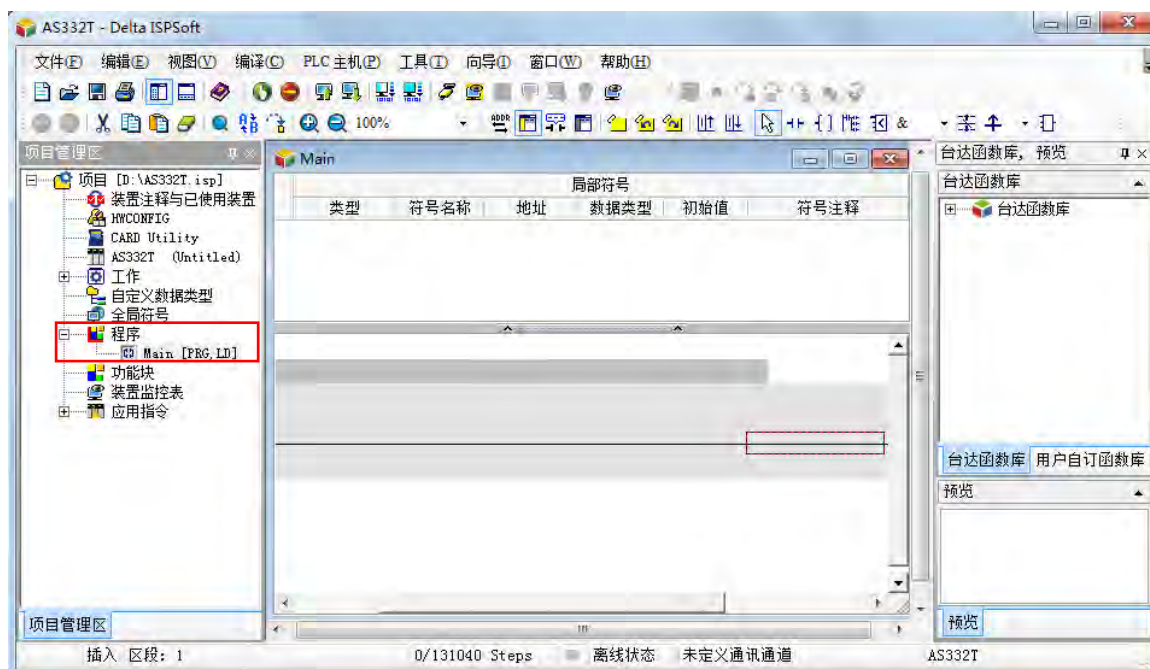 AS332T - Delta ISPSoft
文件(F) 编辑(E) 视图(V) 编译(C) PLC 主机(P) 工具(T) 向导(I) 窗口(W) 帮助(H)
100%
项目管理区
项目 [D:\AS332T.isp]
装置注释与已使用装置
HWCONFIG
CARD Utility
AS332T (Untitled)
工作
自定义数据类型
全局符号
程序
Main [PRG,LD]
功能块
装置监控表
应用指令
项目管理区
Main
局部符号
类型 符号名称 地址 数据类型 初始值 符号注释
台达函数库, 预览
台达函数库
台达函数库
台达函数库 用户自订函数库
预览
预览
插入 区段: 1 0/131040 Steps 离线状态 未定义通讯通道 AS332T